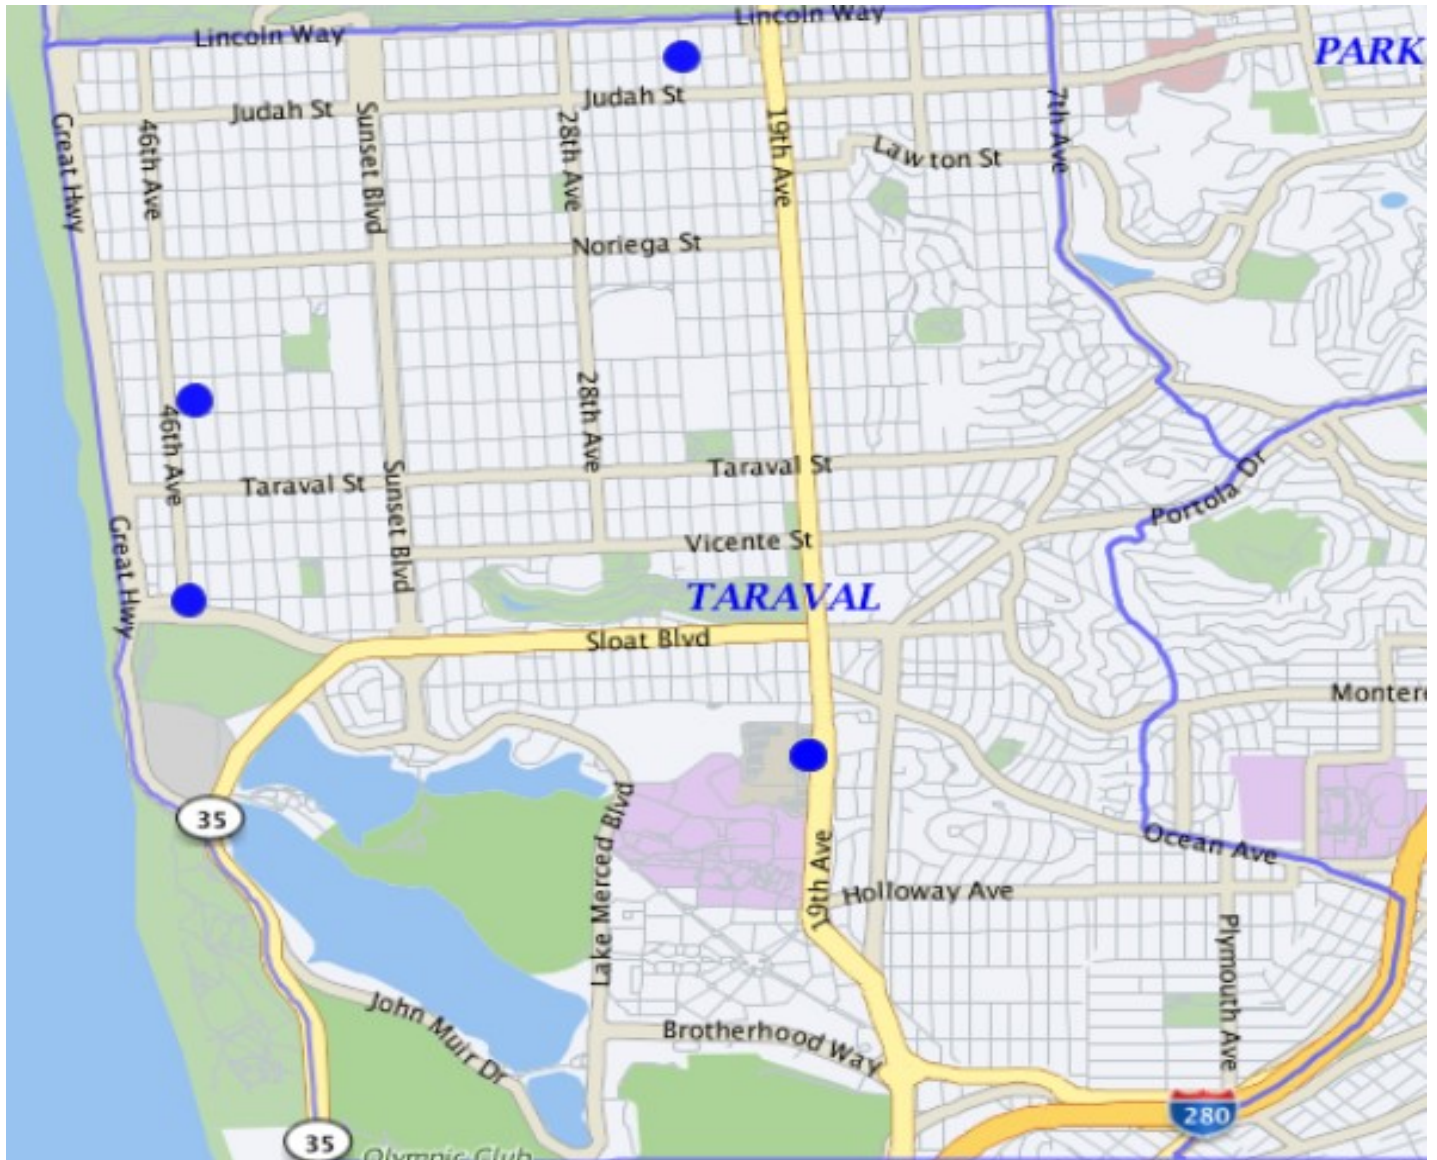 Lincoln Way
Lincoln Way
PARK
Judah St
Judah St
Great Hwy
46th Ave
Sunset Blvd
28th Ave
19th Ave
7th Ave
Lawton St
Noriega St
46th Ave
28th Ave
Taraval St
Taraval St
Sunset Blvd
Portola Dr
Great Hwy
Vicente St
TARAVAL
Sloat Blvd
Montere
35
Lake Merced Blvd
19th Ave
Ocean Ave
Holloway Ave
Plymouth Ave
John Muir Dr
Brotherhood Way
280
35
Olympic Club